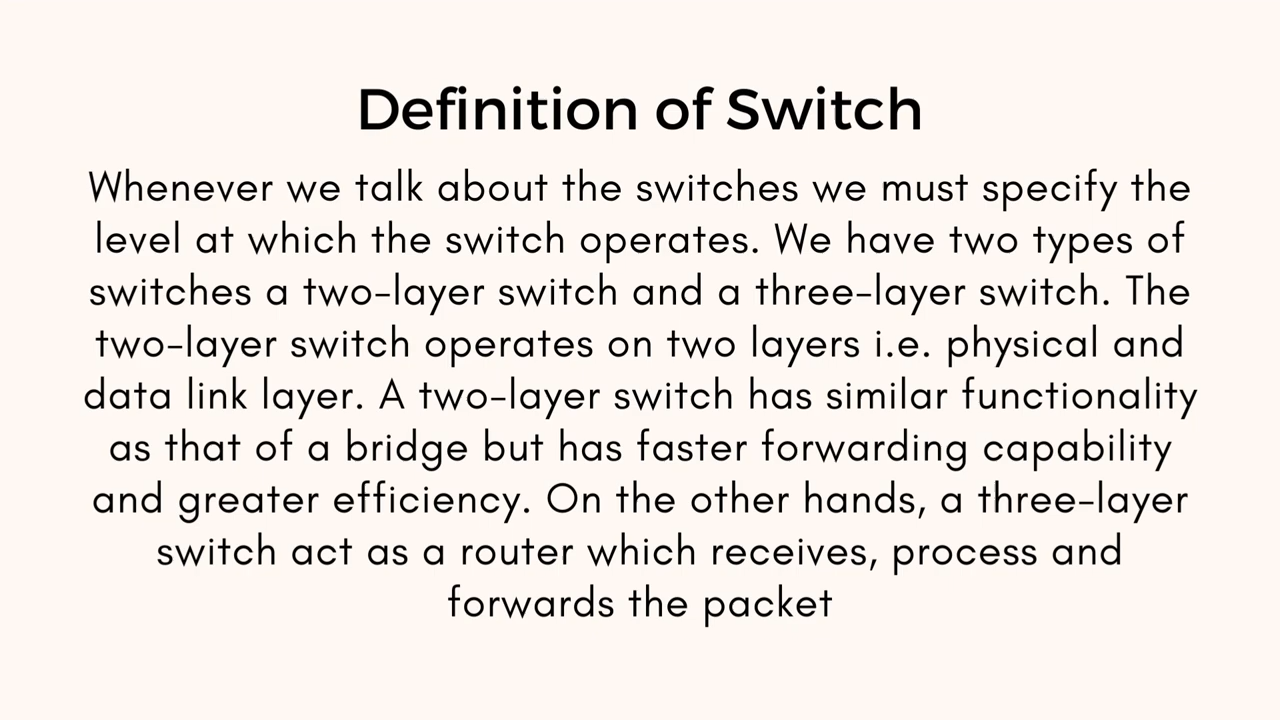 Definition of Switch
Whenever we talk about the switches we must specify the
level at which the switch operates. We have two types of
switches a two-layer switch and a three-layer switch. The
two-layer switch operates on two layers i.e. physical and
data link layer. A two-layer switch has similar functionality
as that of a bridge but has faster forwarding capability
and greater efficiency. On the other hands, a three-layer
switch act as a router which receives, process and
forwards the packet